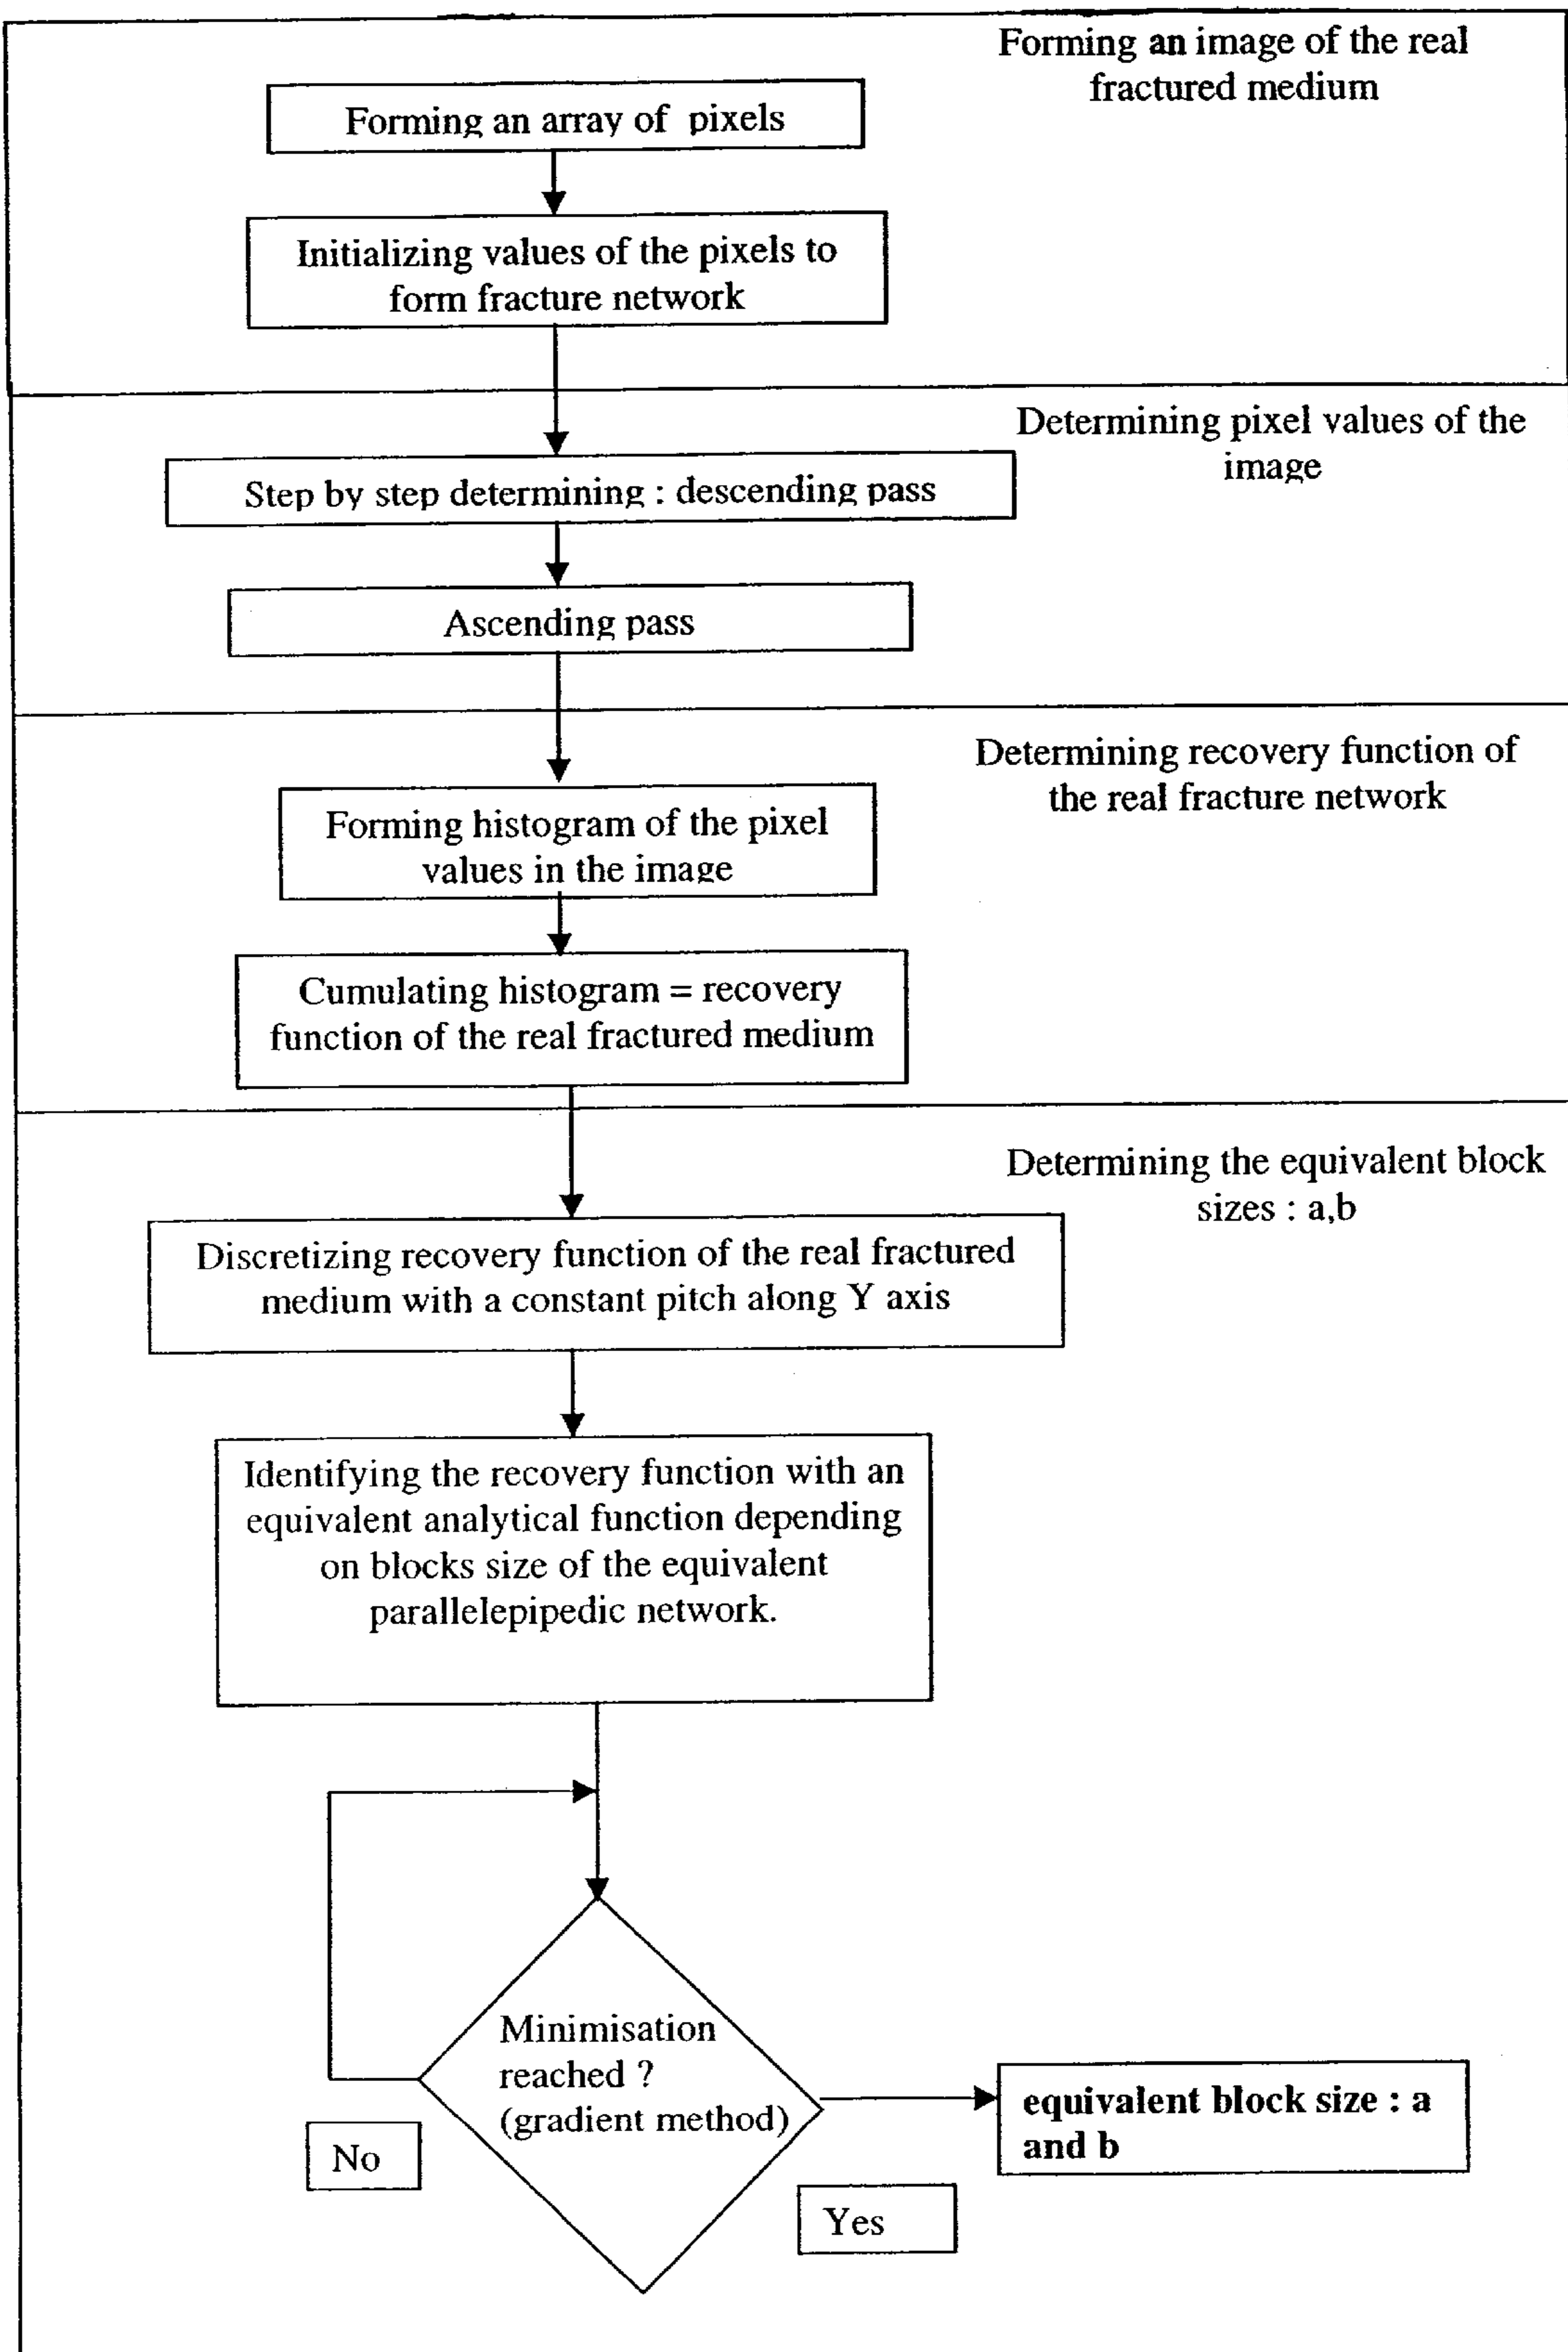 Forming an image of the real
fractured medium
Forming an array of pixels
Initializing values of the pixels to
form fracture network
Determining pixel values of the
image
Step by step determining : descending pass
Ascending pass
Determining recovery function of
the real fracture network
Forming histogram of the pixel
values in the image
Cumulating histogram = recovery
function of the real fractured medium
Determining the equivalent block
sizes : a,b
Discretizing recovery function of the real fractured
medium with a constant pitch along Y axis
Identifying the recovery function with an
equivalent analytical function depending
on blocks size of the equivalent
parallelepipedic network.
Minimisation
reached ?
(gradient method)
equivalent block size : a
and b
No
Yes